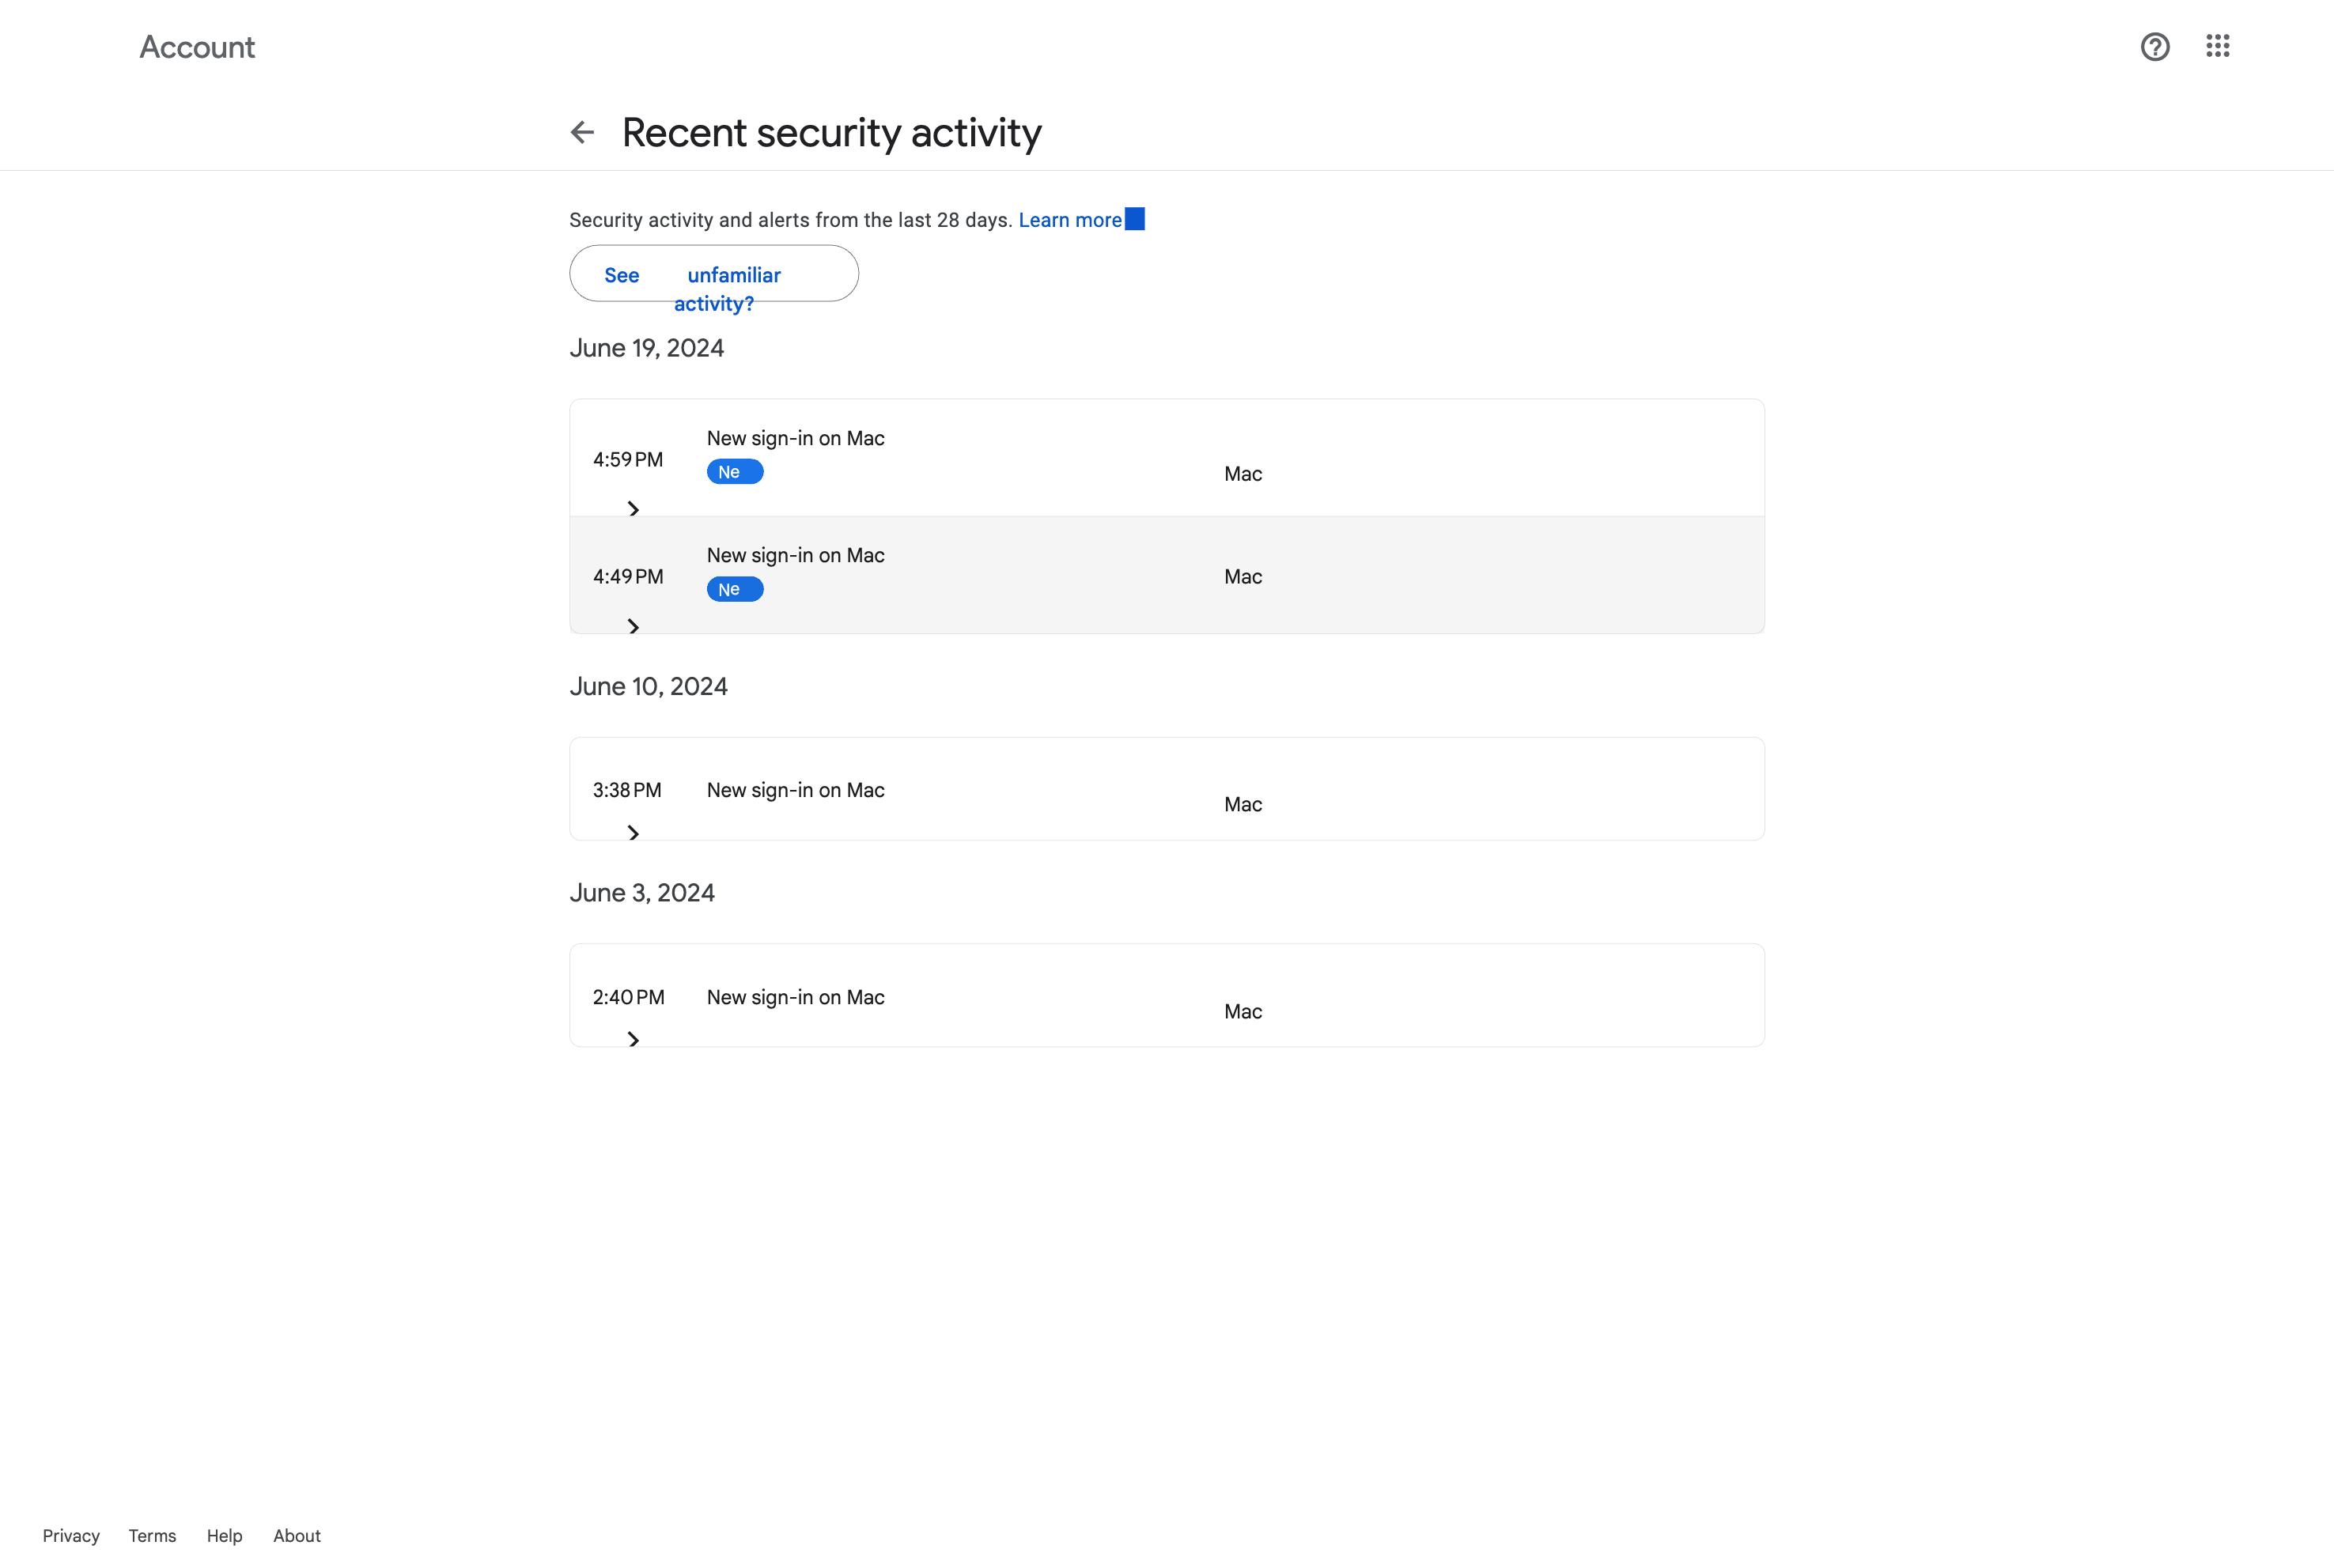 Account
Recent security activity
Security activity and alerts from the last 28 days. Learn more
See unfamiliar
activity?
June 19, 2024
New sign-in on Mac
4:59 PM
Ne
Mac
New sign-in on Mac
4:49 PM
Mac
Ne
June 10, 2024
3:38 PM New sign-in on Mac
Mac
June 3, 2024
2:40 PM New sign-in on Mac
Mac
Privacy Terms Help About